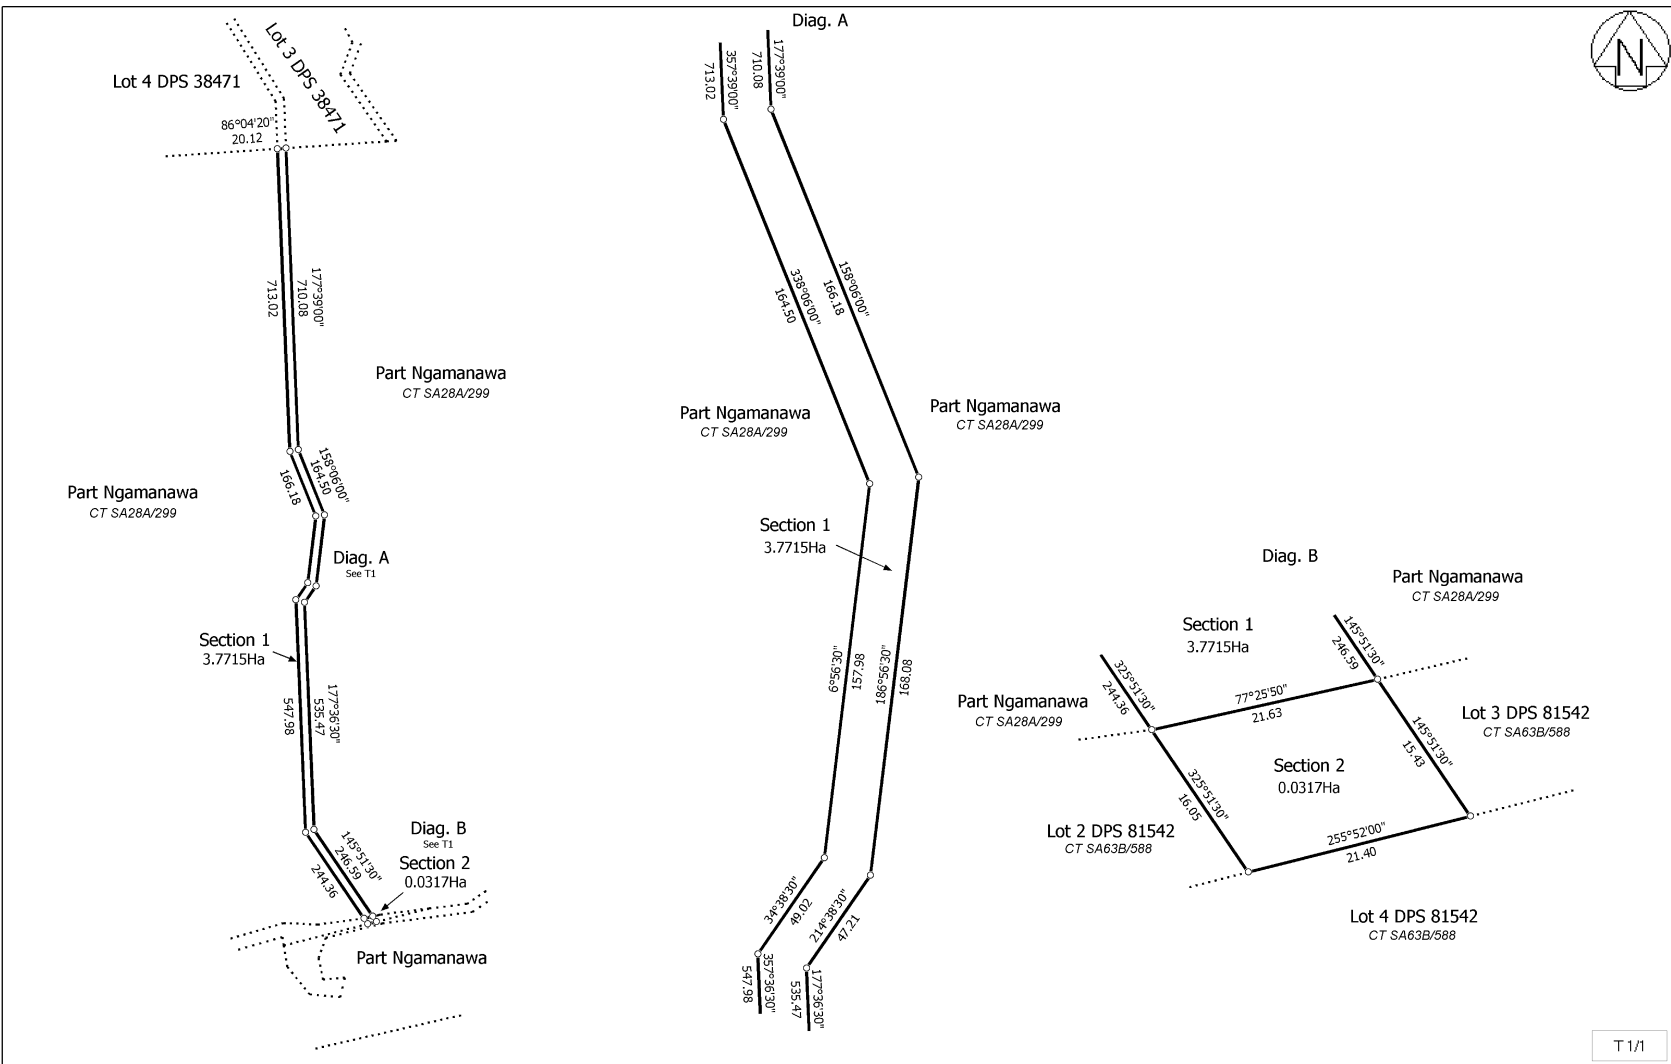 Lot 4 DPS 38471
Lot 3 DPS 38471
86°04'20"
20.12
177°39'00"
710.08
713.02
Part Ngamanawa
CT SA28A/299
158°06'00"
164.50
166.18
Part Ngamanawa
CT SA28A/299
Diag. A
See T1
Section 1
3.7715Ha
177°36'30"
535.47
547.98
145°51'30"
246.59
244.36
Diag. B
See T1
Section 2
0.0317Ha
Part Ngamanawa
Diag. A
357°39'00"
713.02
177°39'00"
710.08
338°06'00"
164.50
158°06'00"
166.18
Part Ngamanawa
CT SA28A/299
Part Ngamanawa
CT SA28A/299
Section 1
3.7715Ha
6°56'30"
157.98
186°56'30"
168.08
34°38'30"
49.02
214°38'30"
47.21
357°36'30"
547.98
177°36'30"
535.47
Diag. B
Part Ngamanawa
CT SA28A/299
Section 1
3.7715Ha
145°51'30"
246.59
325°51'30"
244.36
Part Ngamanawa
CT SA28A/299
77°25'50"
21.63
Lot 3 DPS 81542
CT SA63B/588
145°51'30"
15.43
Section 2
0.0317Ha
325°51'30"
16.05
Lot 2 DPS 81542
CT SA63B/588
255°52'00"
21.40
Lot 4 DPS 81542
CT SA63B/588
N
T 1/1